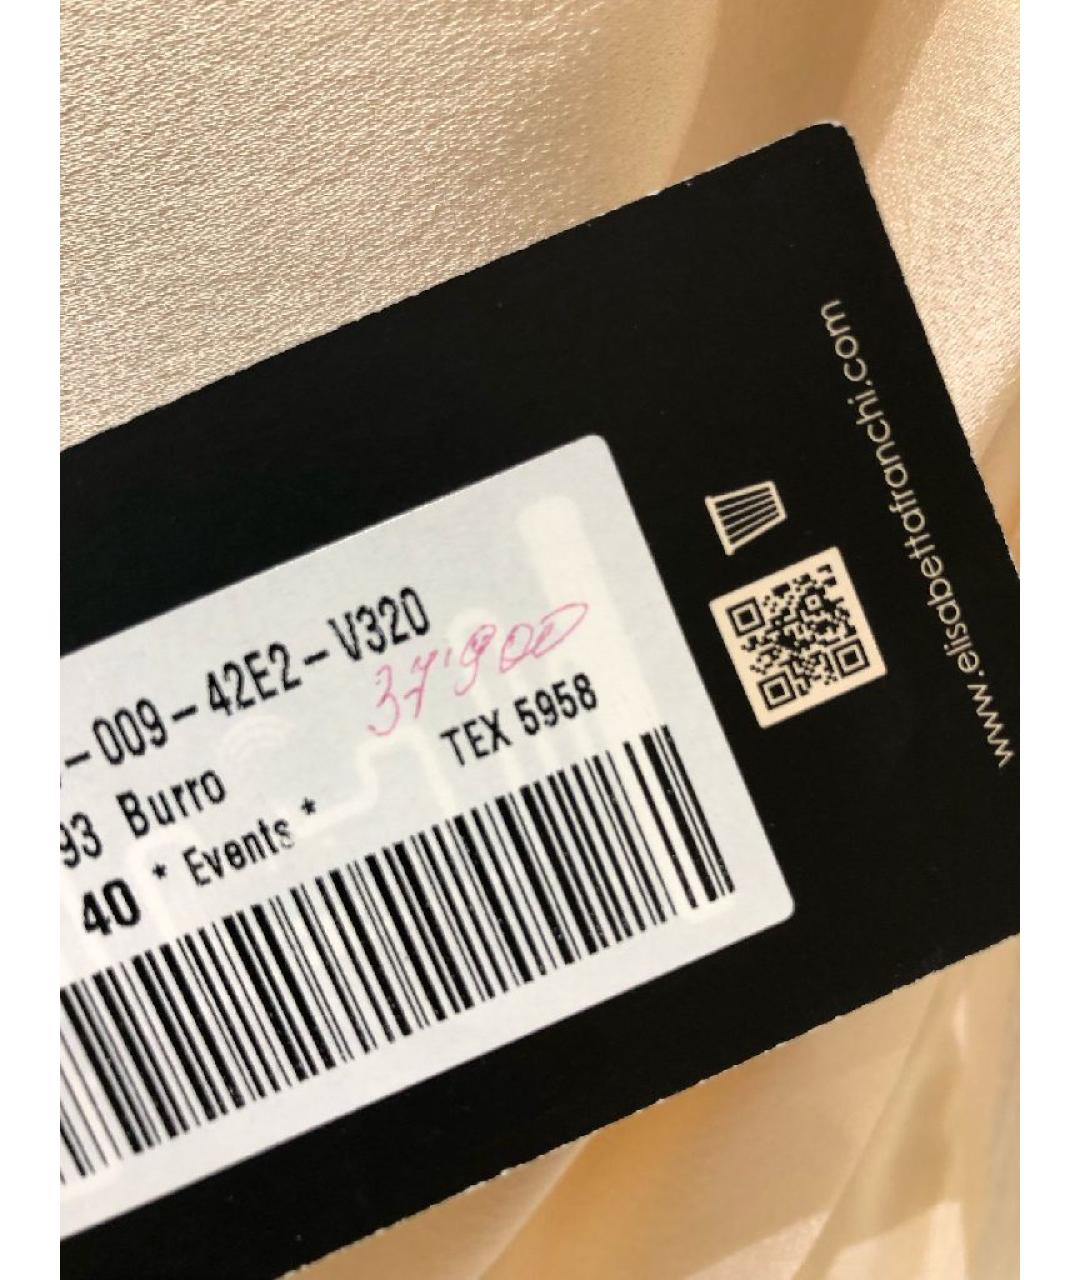 -009-42E2-V320
37'900
TEX 5958
93 Burro
40 * Events *
www.elisabettafranchi.com